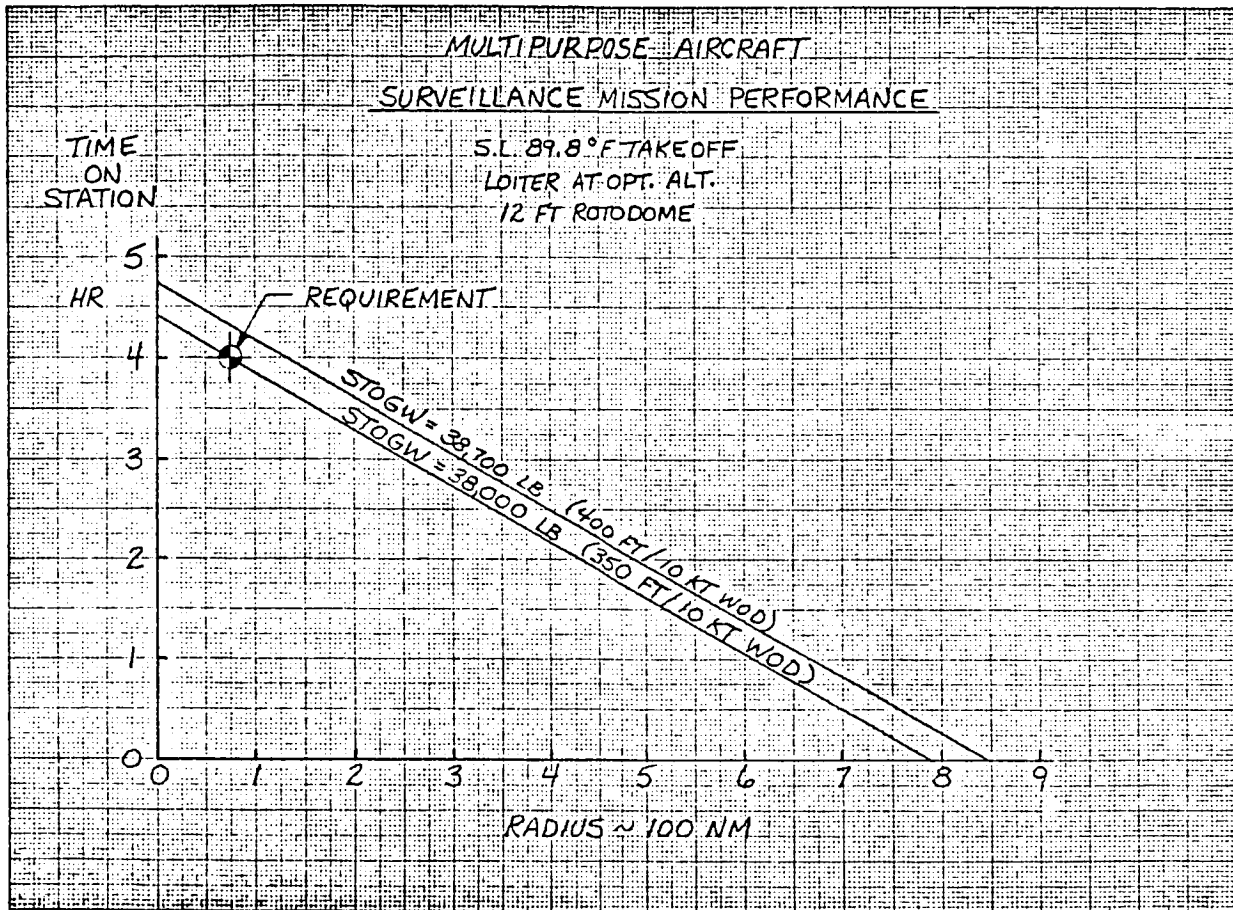 MULTIPURPOSE AIRCRAFT
SURVEILLANCE MISSION PERFORMANCE
S.L. 89.8°F TAKEOFF
LOITER AT OPT. ALT.
12 FT ROTODOME
TIME
ON
STATION
HR
REQUIREMENT
5
4
3
2
1
0
STOGW = 38,700 LB (400 FT/10 KT WOD)
STOGW = 38,000 LB (350 FT/10 KT WOD)
0 1 2 3 4 5 6 7 8 9
RADIUS ~ 100 NM